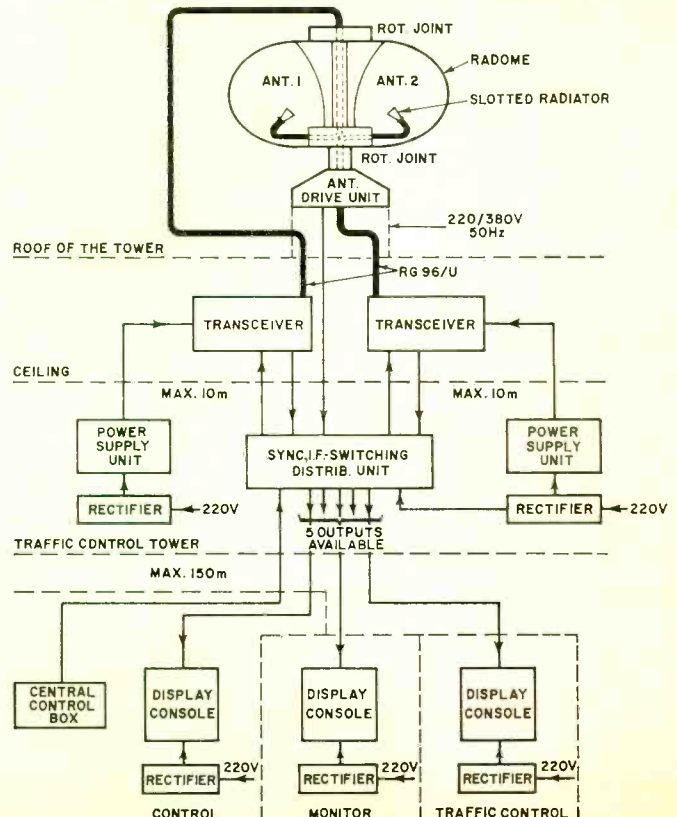 ROT. JOINT
RADOME
ANT. 1
ANT. 2
SLOTTED RADIATOR
ROT. JOINT
ANT.
DRIVE UNIT
220/380V
50Hz
ROOF OF THE TOWER
RG 96/U
TRANSCEIVER
TRANSCEIVER
CEILING
MAX. 10m
MAX. 10m
POWER
SUPPLY
UNIT
SYNC, I.F.-SWITCHING
DISTRIB. UNIT
POWER
SUPPLY
UNIT
RECTIFIER
220V
RECTIFIER
220V
5 OUTPUTS
AVAILABLE
TRAFFIC CONTROL TOWER
MAX. 150m
CENTRAL
CONTROL
BOX
DISPLAY
CONSOLE
DISPLAY
CONSOLE
DISPLAY
CONSOLE
RECTIFIER
220V
RECTIFIER
220V
RECTIFIER
220V
CONTROL
MONITOR
TRAFFIC CONTROL